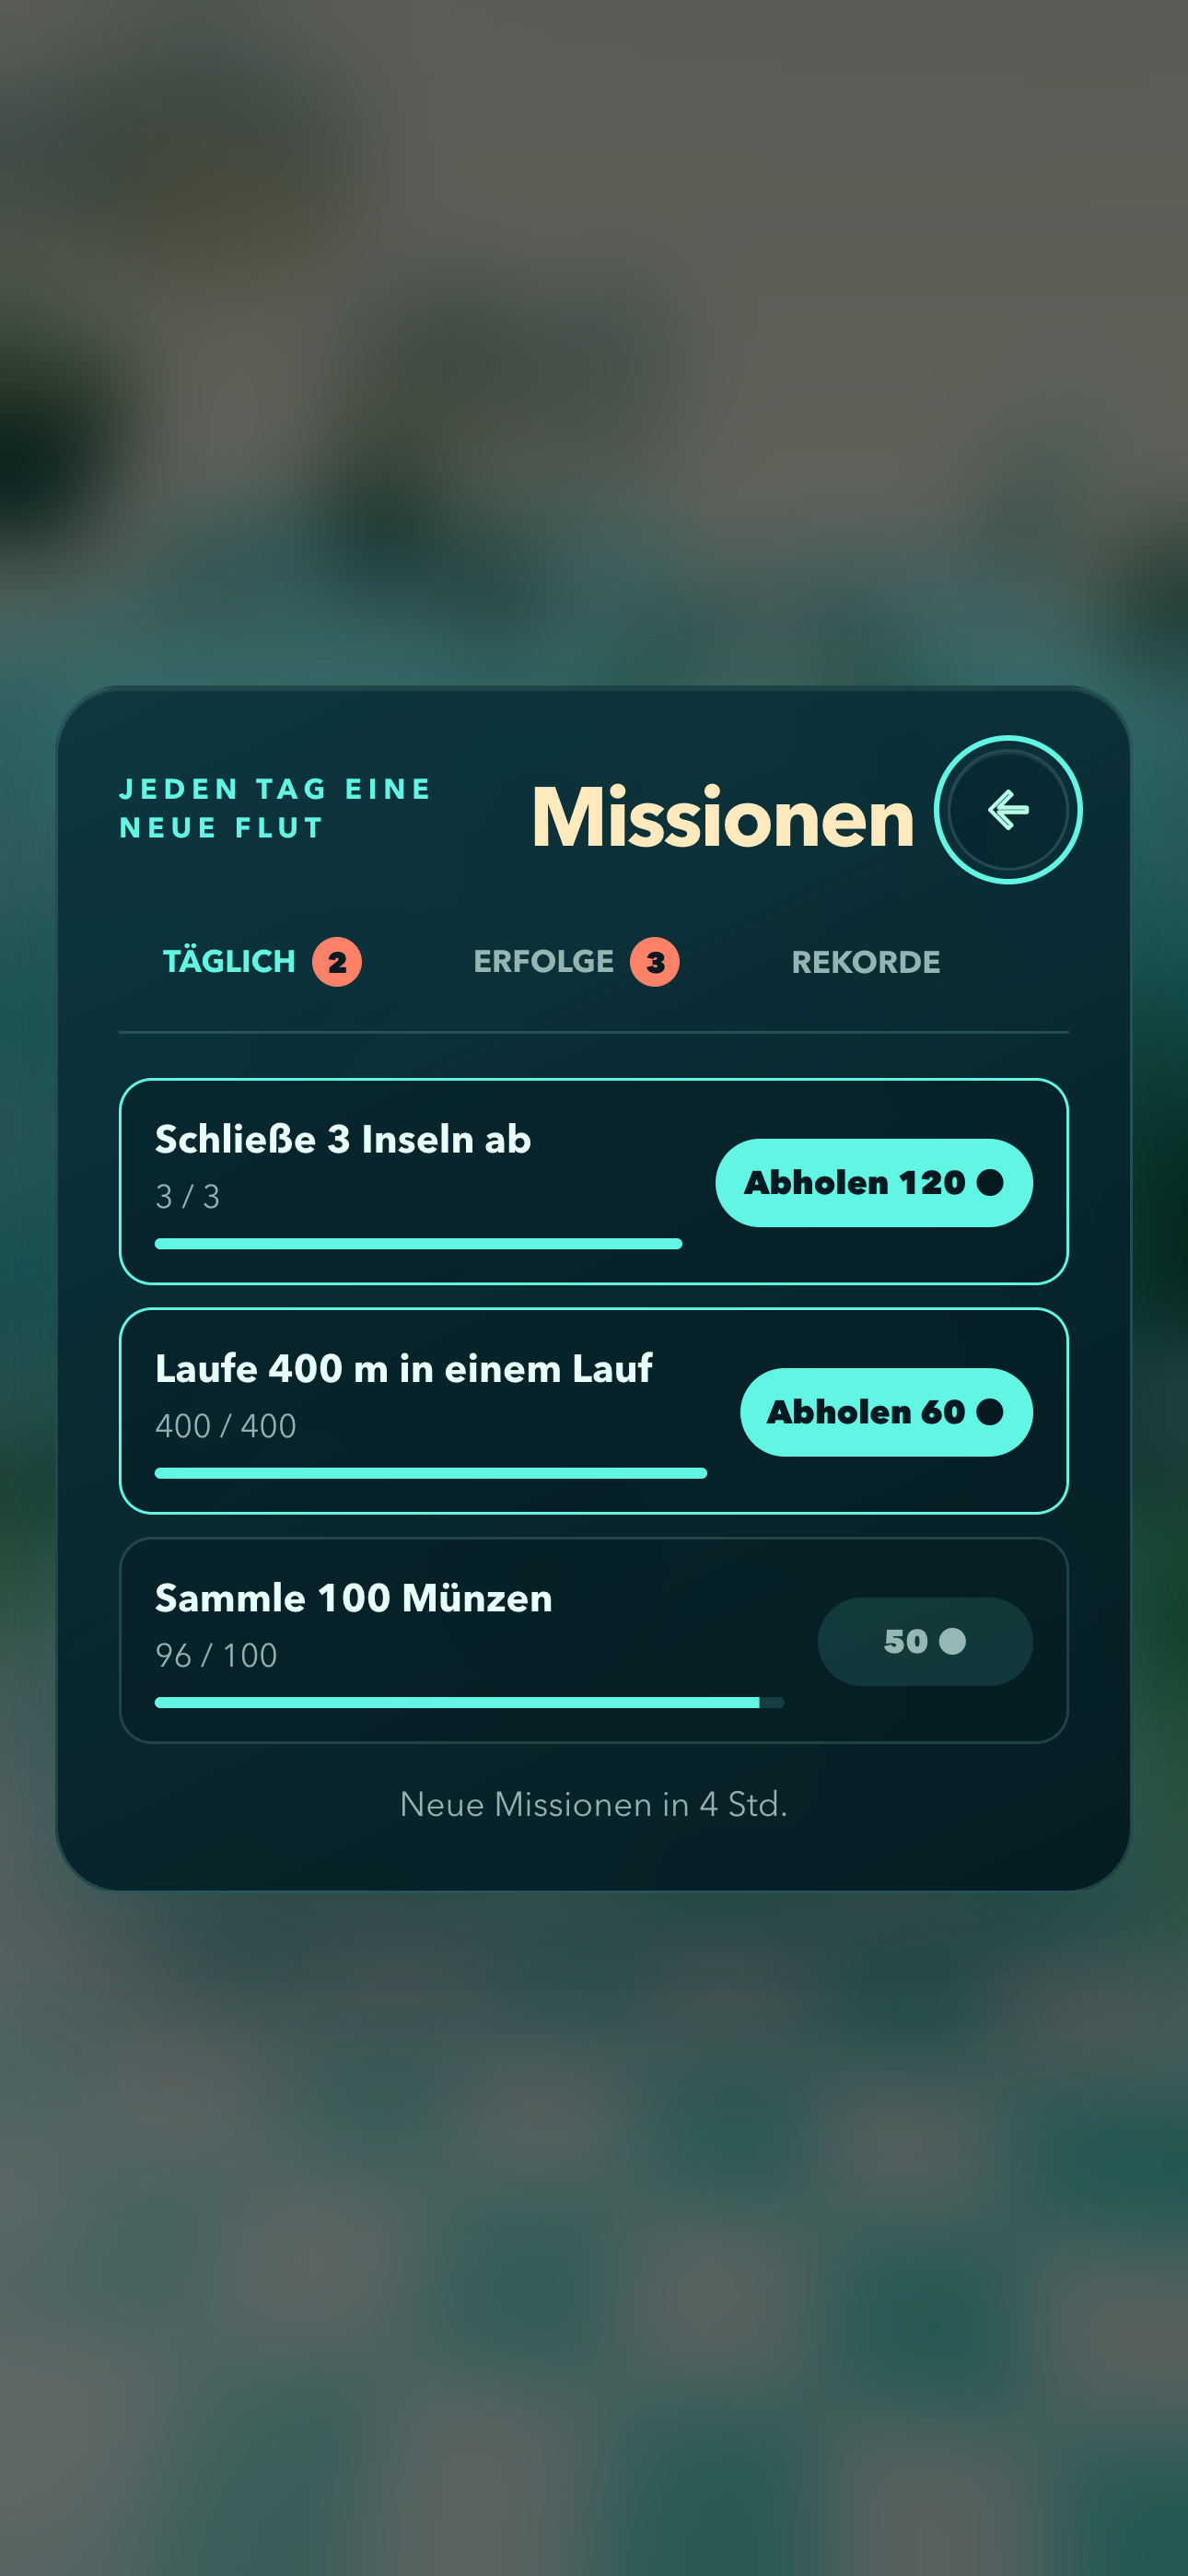 JEDEN TAG EINE
NEUE FLUT
Missionen
TÄGLICH 2
ERFOLGE 3
REKORDE
Schließe 3 Inseln ab
3 / 3
Abholen 120
Laufe 400 m in einem Lauf
400 / 400
Abholen 60
Sammle 100 Münzen
96 / 100
50
Neue Missionen in 4 Std.